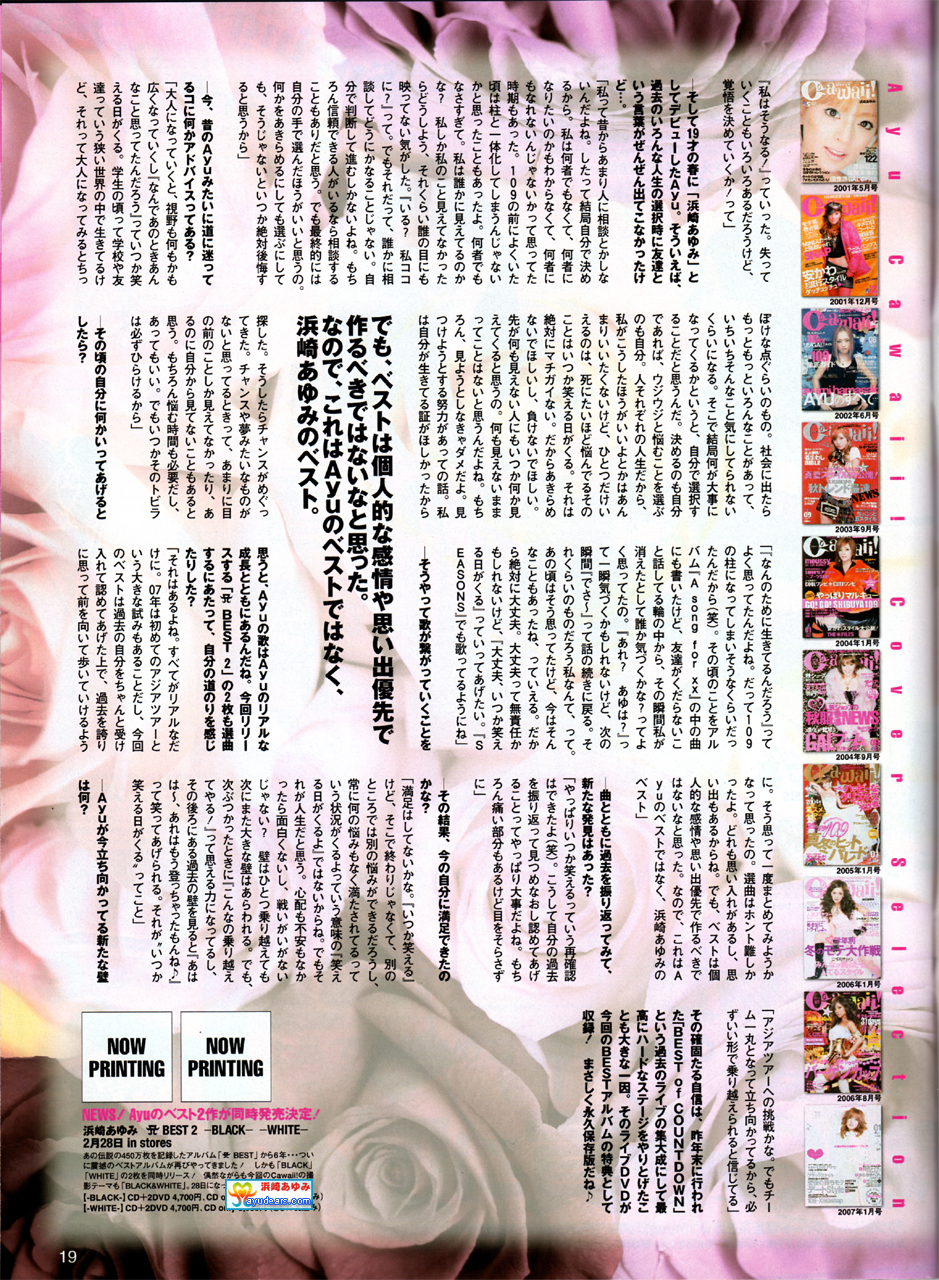 「私はそうなる！」っていった。失って
いくこともいろいろあるだろうけど、
覚悟を決めていくか！って」
―そして19才の春に「浜崎あゆみ」と
してデビューしたAyu。そういえば、
過去のいろんな人生の選択時に友達と
いう言葉がぜんぜん出てこなかったけ
ど…。
「私って昔からあまり人に相談とかしな
いんだよね。したって結局自分で決め
るから。私は何者でもなくて、何者に
なりたいのかもわからなくて、何者に
もなれないんじゃないかって思ってた
時期もあった。109の前によくいた
頃は柱と一体化してしまうんじゃない
かと思ったこともあったよ。何者でも
なさすぎて。私は誰かに見えてるのか
な？ 私しか私のこと見えてなかった
らどうしよう、それくらい誰の目にも
映ってない気がした。『いる？ 私ココ
に？』って。でもそれだって、誰かに相
談してどうにかなることじゃない。自
分で判断して進むしかないよね。もち
ろん信頼できる人がいるなら相談する
こともありだと思う。でも最終的には
自分の手で選んだほうがいいと思うの。
何かをあきらめるにしても選ぶにして
も、そうじゃないといつか絶対後悔す
ると思うから」
―今、昔のAyuみたいに道に迷って
るコに何かアドバイスってある？
「大人になっていくと、視野も何もかも
広くなっていくし『なんであのときあん
なこと思ってたんだろう』っていつか笑
える日がくる。学生の頃って学校や友
達っていう狭い世界の中で生きてるけ
ど、それって大人になってみるとちっ
ぽけな点ぐらいのもの。社会に出たら
もっともっといろんなことがあって、
いちいちそんなこと気にしてられない
くらいになる。そこで結局何が大事に
なってくるかっていうと、自分で選択す
ることだと思うんだ。決めるのも自分
であれば、ウジウジと悩むことを選ぶ
のも自分。人それぞれの人生だから、
私がこうしたほうがいいよとかはあん
まりいいたくないけど、ひとつだけい
えるのは、死にたいほど悩んでるその
ことはいつか笑える日がくる。それは
絶対にマチガイない。だからあきらめ
ないでほしいし、負けないでほしい。
先が何も見えない人にもいつか何か見
ってことはないと思うんだよね。もち
ろん、見ようとしなきゃダメだよ。見
つけようとする努力があっての話。私
は自分が生きてる証がほしかったから
でも、ベストは個人的な感情や思い出優先で
作るべきではないなと思った。
なので、これはAyuのベストではなく、
浜崎あゆみのベスト。
探した。そうしたらチャンスがめぐっ
てきた。チャンスや夢みたいなものが
ないと思ってるときって、あまりに目
の前のことしか見えてなかったり、あ
るのに自分から見てないこともあると
思う。もちろん悩む時間も必要だし、
あってもいい。でもいつかそのトビラ
は必ずひらけるから」
―その頃の自分に何かいってあげると
したら？
「『なんのために生きてるんだろう』って
よく思ってたんだよね。だって109
の柱になってしまいそうなくらいだっ
たんだから（笑）。その頃のことをアル
バム『A song for ××』の中の曲
にも書いたけど、友達がくだらないこ
と話してる輪の中から、その瞬間私が
消えたとして誰が気づくかな？ってよ
く思ってた。『あれ？ あゆは？』っ
て一瞬気づくかもしれないけど、次の
瞬間『でさ～』って話の続きに戻る。そ
れくらいのものだろう私なんて、って。
あの頃はそう思ってたけど、今はそん
なこともあったね、っていえる。だか
ら絶対に大丈夫。大丈夫って無責任か
もしれないけど、『大丈夫、いつか笑え
る日がくる』っていってあげたい。『S
EASONS』でも歌ってるようにね」
―そうやって歌が繋がっていくことを
思うと、Ayuの歌はAyuのリアルな
成長とともにあるんだね。今回リリー
スする『A BEST 2』の2枚も選曲
するにあたって、自分の道のりを感じ
たりした？
「それはあるよね。すべてがリアルなだ
けに。07年は初めてのアジアツアーと
いう大きな試みもあることだし、今回
のベストは過去の自分をちゃんと受け
入れて認めてあげた上で、過去を誇り
に思って前を向いて歩いていけるよう
に。そう思って一度まとめてみようか
なって思ったの。選曲はホント難しか
ったよ。どれも思い入れがあるし、思
い出もあるからね。でも、ベストは個
人的な感情や思い出優先で作るべきで
はないなと思った。なので、これはA
yuのベストではなく、浜崎あゆみの
ベスト」
―曲とともに過去を振り返ってみて、
新たな発見はあった？
「やっぱりいつか笑えるっていう再確認
はできたよ（笑）。こうして自分の過去
を振り返って見つめなおし認めてあげ
ることってやっぱり大事だよね。もち
ろん痛い部分もあるけど目をそらさず
に」
―その結果、今の自分に満足できたの
かな？
「満足はしてないかな。『いつか笑える』
けど、そこで終わりじゃなくて、別の
ところでは別の悩みができるだろうし、
常に何の悩みもなく満たされてるって
いう状況がくるよっていう意味の『笑え
る日がくるよ』ではないからね。でもそ
れが人生だと思う。心配も不安もなか
ったら面白くないし、戦いがいがない
じゃない？ 壁はひとつ乗り越えても
次にまた大きな壁はあらわれる。でも、
次ぶつかったときに『こんなの乗り越え
てやる！』って思える力になってるし、
その後ろにある過去の壁を見ると『あは
は～、あれはもう登っちゃったもんね♪』
って笑ってあげられる。それが“いつか
笑える日がくる”ってこと」
―Ayuが今立ち向かってる新たな壁
は何？
「アジアツアーへの挑戦かな。でもチー
ム一丸となって立ち向かってるから、必
ずいい形で乗り越えられると信じてる」
その確固たる自信は、昨年末に行われ
た『BEST of COUNTDOWN』
という過去のライブの集大成にして最
高にハードなステージをやりとげたこ
とも大きな一因。そのライブDVDが
今回のBESTアルバムの特典として
収録！ まさしく永久保存版だね♪
Ayu Cawaii! Cover Selection
2001年5月号
2001年12月号
2002年6月号
2003年9月号
2004年1月号
2004年9月号
2005年1月号
2006年1月号
2006年8月号
2007年1月号
NOW PRINTING
NOW PRINTING
NEWS！Ayuのベスト2作が同時発売決定！
浜崎あゆみ A BEST 2 -BLACK- -WHITE-
2月28日 in stores
あの伝説の450万枚を記録したアルバム「A BEST」から6年・・・つい
に震撼のベストアルバムが再びやってきました！ しかも「BLACK」
「WHITE」の2枚を同時リリース！ 偶然ながらも今回のCawaii!の撮
影テーマも「BLACK&WHITE」。28日にな
[-BLACK-] CD+2DVD 4,700円、CD
[-WHITE-] CD+2DVD 4,700円、CD
浜崎あゆみ
ayudears.com
19